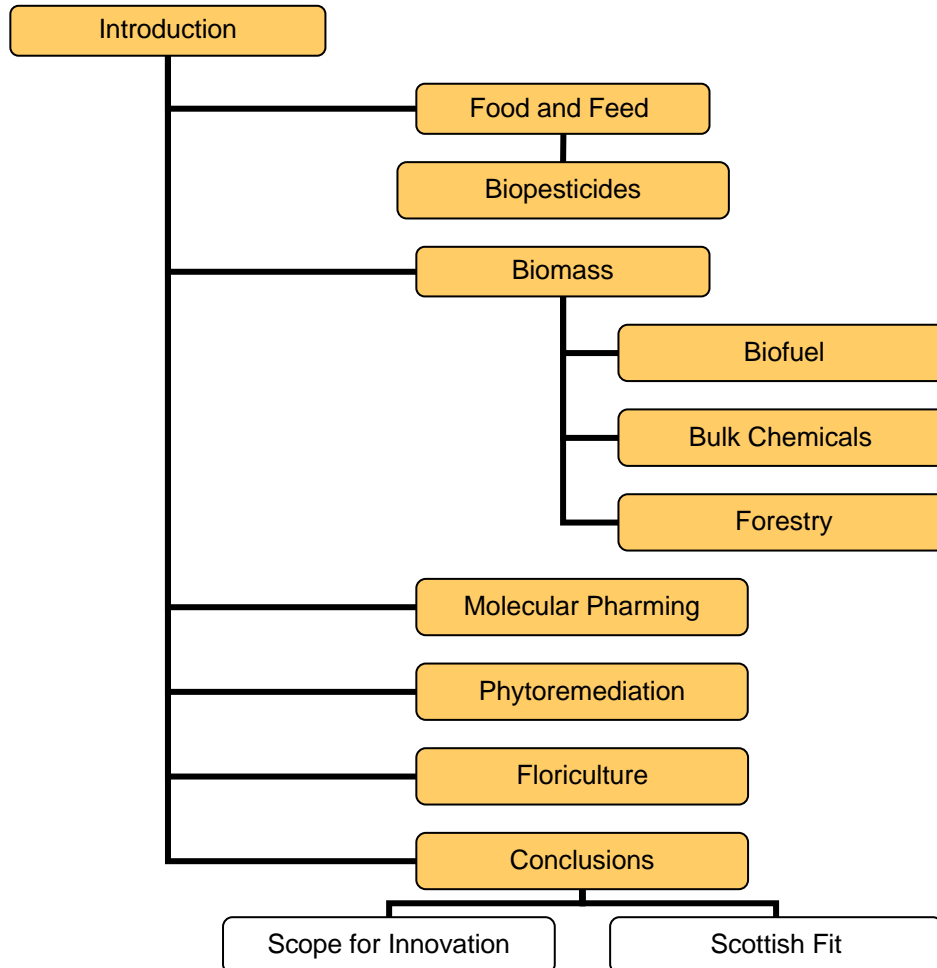 Introduction
Food and Feed
Biopesticides
Biomass
Biofuel
Bulk Chemicals
Forestry
Molecular Pharming
Phytoremediation
Floriculture
Conclusions
Scope for Innovation
Scottish Fit